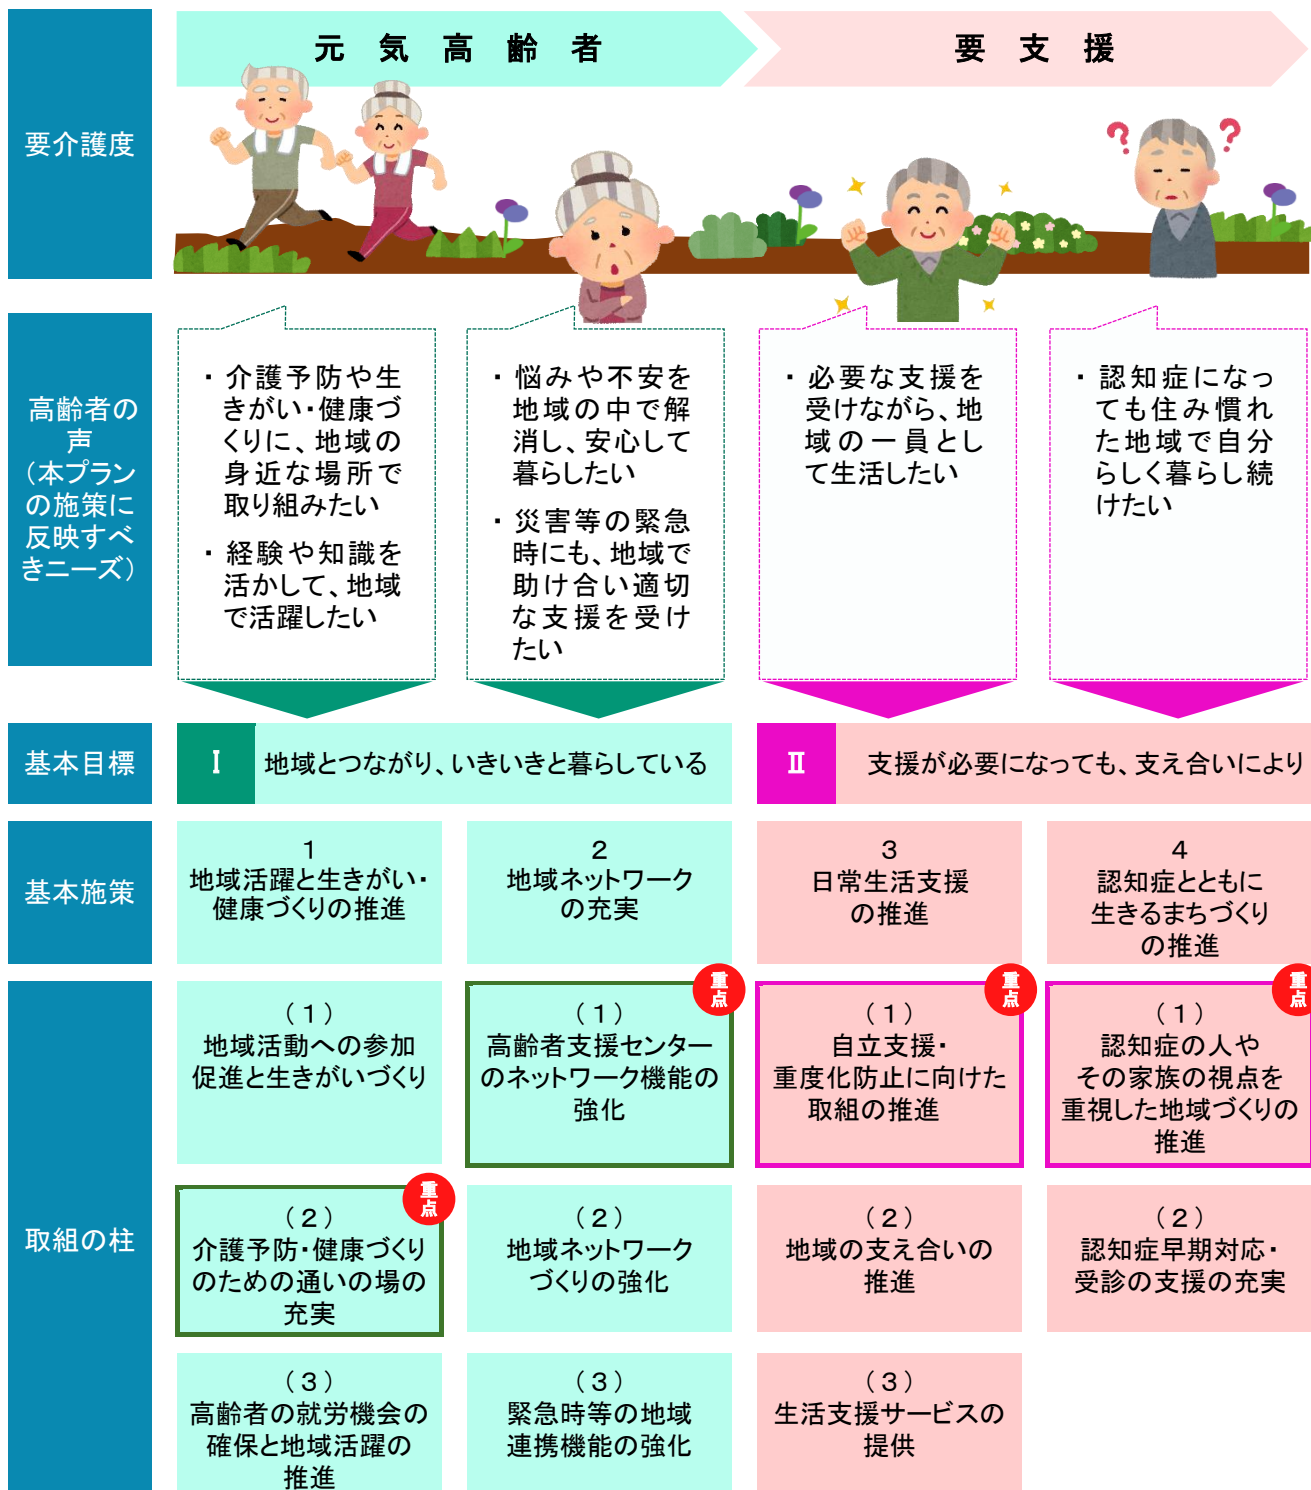 元気高齢者
要支援
要介護度
？
？
高齢者の
声
（本プラン
の施策に
反映すべ
きニーズ）
・介護予防や生
きがい・健康づ
くりに、地域の
身近な場所で
取り組みたい
・経験や知識を
活かして、地域
で活躍したい
・悩みや不安を
地域の中で解
消し、安心して
暮らしたい
・災害等の緊急
時にも、地域で
助け合い適切
な支援を受け
たい
・必要な支援を
受けながら、地
域の一員とし
て生活したい
・認知症になっ
ても住み慣れ
た地域で自分
らしく暮らし続
けたい
基本目標
Ⅰ
地域とつながり、いきいきと暮らしている
Ⅱ
支援が必要になっても、支え合いにより
基本施策
１
地域活躍と生きがい・
健康づくりの推進
２
地域ネットワーク
の充実
３
日常生活支援
の推進
４
認知症とともに
生きるまちづくり
の推進
取組の柱
（１）
地域活動への参加
促進と生きがいづくり
重点
（１）
高齢者支援センター
のネットワーク機能の
強化
重点
（１）
自立支援・
重度化防止に向けた
取組の推進
重点
（１）
認知症の人や
その家族の視点を
重視した地域づくりの
推進
重点
（２）
介護予防・健康づくり
のための通いの場の
充実
（２）
地域ネットワーク
づくりの強化
（２）
地域の支え合いの
推進
（２）
認知症早期対応・
受診の支援の充実
（３）
高齢者の就労機会の
確保と地域活躍の
推進
（３）
緊急時等の地域
連携機能の強化
（３）
生活支援サービスの
提供